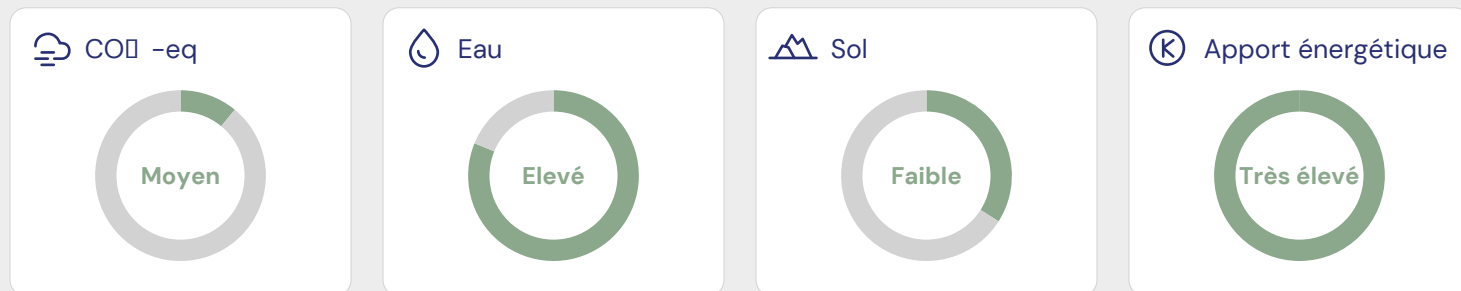 CO▯ -eq
Eau
Sol
Apport énergétique
Moyen
Elevé
Faible
Très élevé